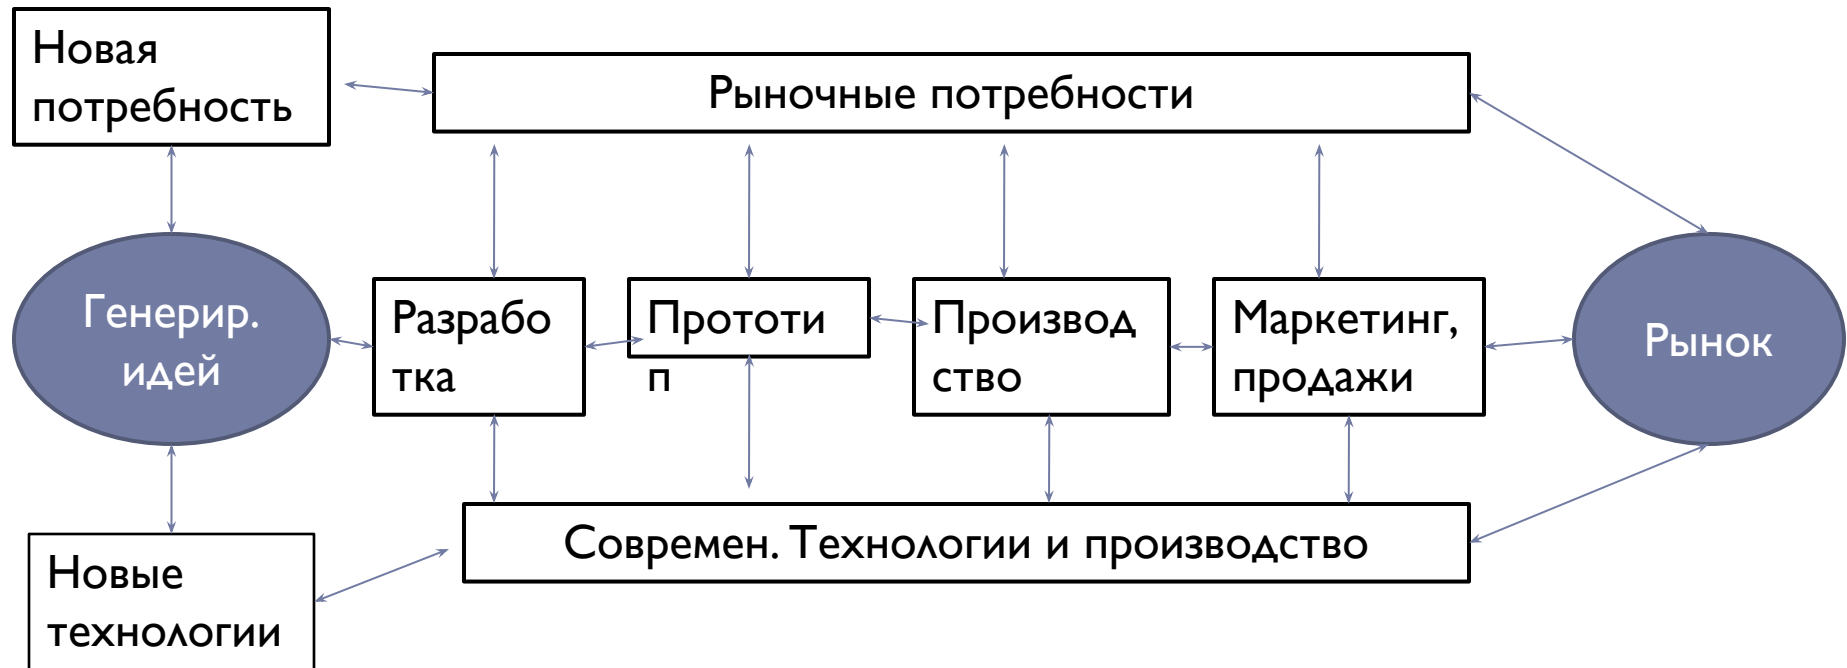 Новая
потребность
Рыночные потребности
Генерир.
идей
Разрабо
тка
Прототи
п
Производ
ство
Маркетинг,
продажи
Рынок
Современ. Технологии и производство
Новые
технологии